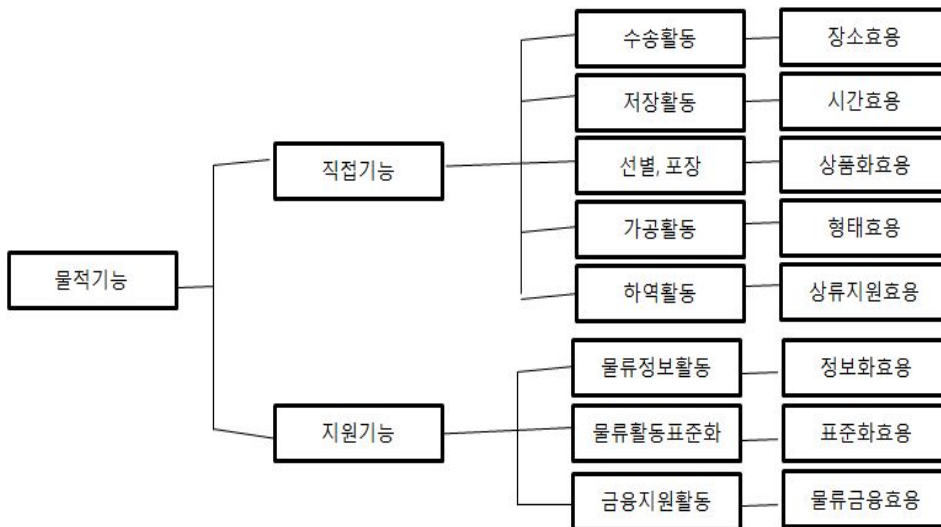 물적기능
직접기능
수송활동
장소효용
저장활동
시간효용
선별, 포장
상품화효용
가공활동
형태효용
하역활동
상류지원효용
지원기능
물류정보활동
정보화효용
물류활동표준화
표준화효용
금융지원활동
물류금융효용